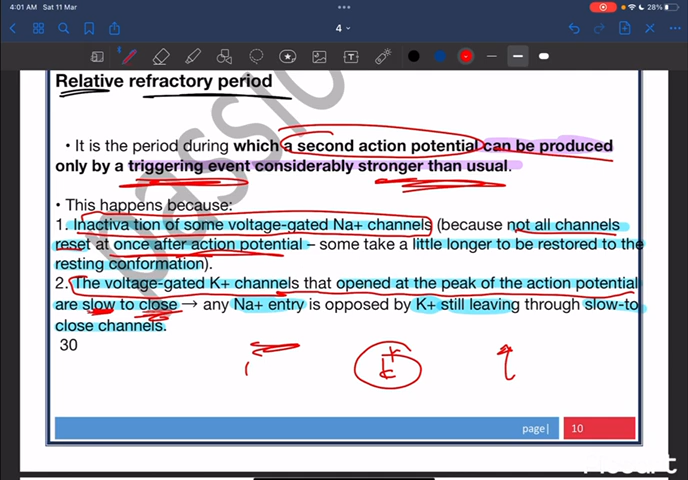 4:01 AM Sat 11 Mar
28%
4
Relative refractory period
• It is the period during which a second action potential can be produced
only by a triggering event considerably stronger than usual.
• This happens because:
1. Inactiva tion of some voltage-gated Na+ channels (because not all channels
reset at once after action potential – some take a little longer to be restored to the
resting conformation).
2. The voltage-gated K+ channels that opened at the peak of the action potential
are slow to close → any Na+ entry is opposed by K+ still leaving through slow-to
close channels.
30
page| 10